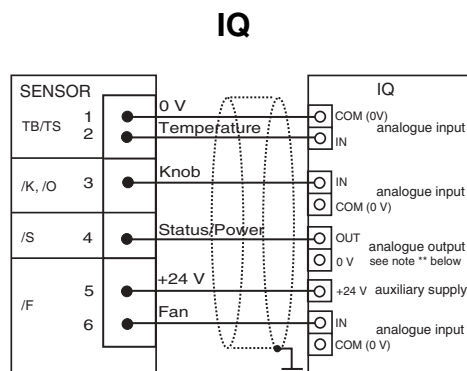 IQ
SENSOR
IQ
TB/TS
1
0 V
COM (0V)
analogue input
2
Temperature
IN
/K, /O
3
Knob
IN
analogue input
COM (0 V)
/S
4
Status/Power
OUT
analogue output
0 V
see note ** below
/F
5
+24 V
+24 V
auxiliary supply
6
Fan
IN
analogue input
COM (0 V)